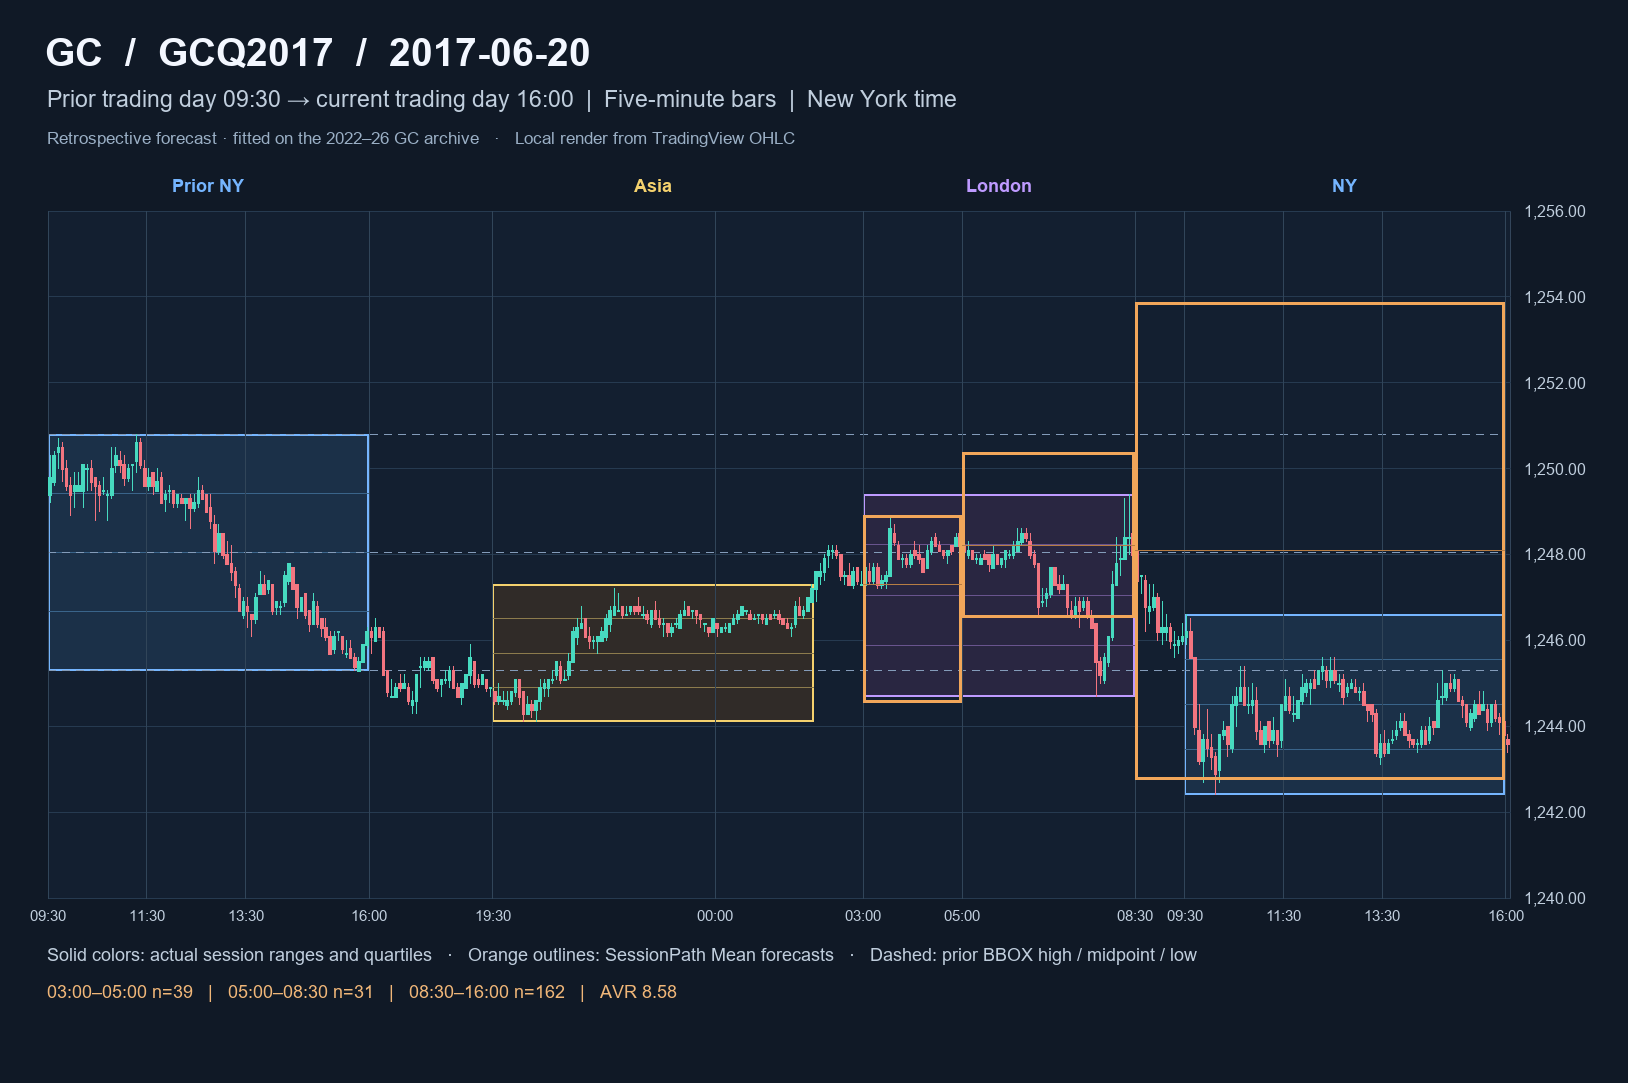 GC / GCQ2017 / 2017-06-20
Prior trading day 09:30 → current trading day 16:00 | Five-minute bars | New York time
Retrospective forecast · fitted on the 2022–26 GC archive · Local render from TradingView OHLC
Prior NY Asia London NY
1,256.00
1,254.00
1,252.00
1,250.00
1,248.00
1,246.00
1,244.00
1,242.00
1,240.00
09:30 11:30 13:30 16:00 19:30 00:00 03:00 05:00 08:30 09:30 11:30 13:30 16:00
Solid colors: actual session ranges and quartiles · Orange outlines: SessionPath Mean forecasts · Dashed: prior BBOX high / midpoint / low
03:00–05:00 n=39 | 05:00–08:30 n=31 | 08:30–16:00 n=162 | AVR 8.58